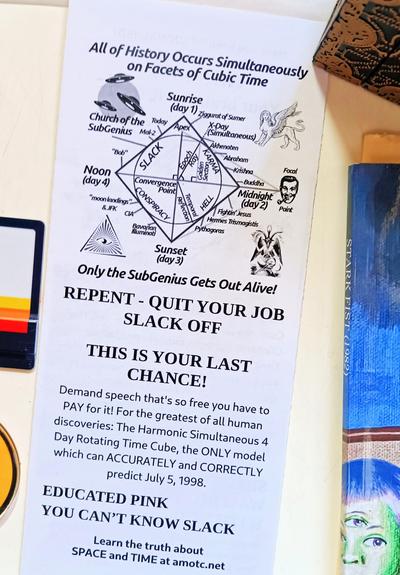 All of History Occurs Simultaneously
on Facets of Cubic Time
Sunrise
(day 1)
Church of the
SubGenius
Today
Mal-2
Apex
Ziggurat of Sumer
X-Day
(Simultaneous)
Akhenaten
Abraham
Krishna
Buddha
"Bob"
SLACK
KARMA
Golden
Section
Noon
(day 4)
Convergence
Point
Focal
Point
Midnight
(day 2)
"moon landings"
& JFK
CIA
Bavarian
Illuminati
CONSPIRACY
HELL
Fightin' Jesus
Hermes Trismagistis
Pythagoras
Sunset
(day 3)
Only the SubGenius Gets Out Alive!
REPENT - QUIT YOUR JOB
SLACK OFF
THIS IS YOUR LAST
CHANCE!
Demand speech that's so free you have to
PAY for it! For the greatest of all human
discoveries: The Harmonic Simultaneous 4
Day Rotating Time Cube, the ONLY model
which can ACCURATELY and CORRECTLY
predict July 5, 1998.
EDUCATED PINK
YOU CAN'T KNOW SLACK
Learn the truth about
SPACE and TIME at amotc.net
STARK FIST (1982)